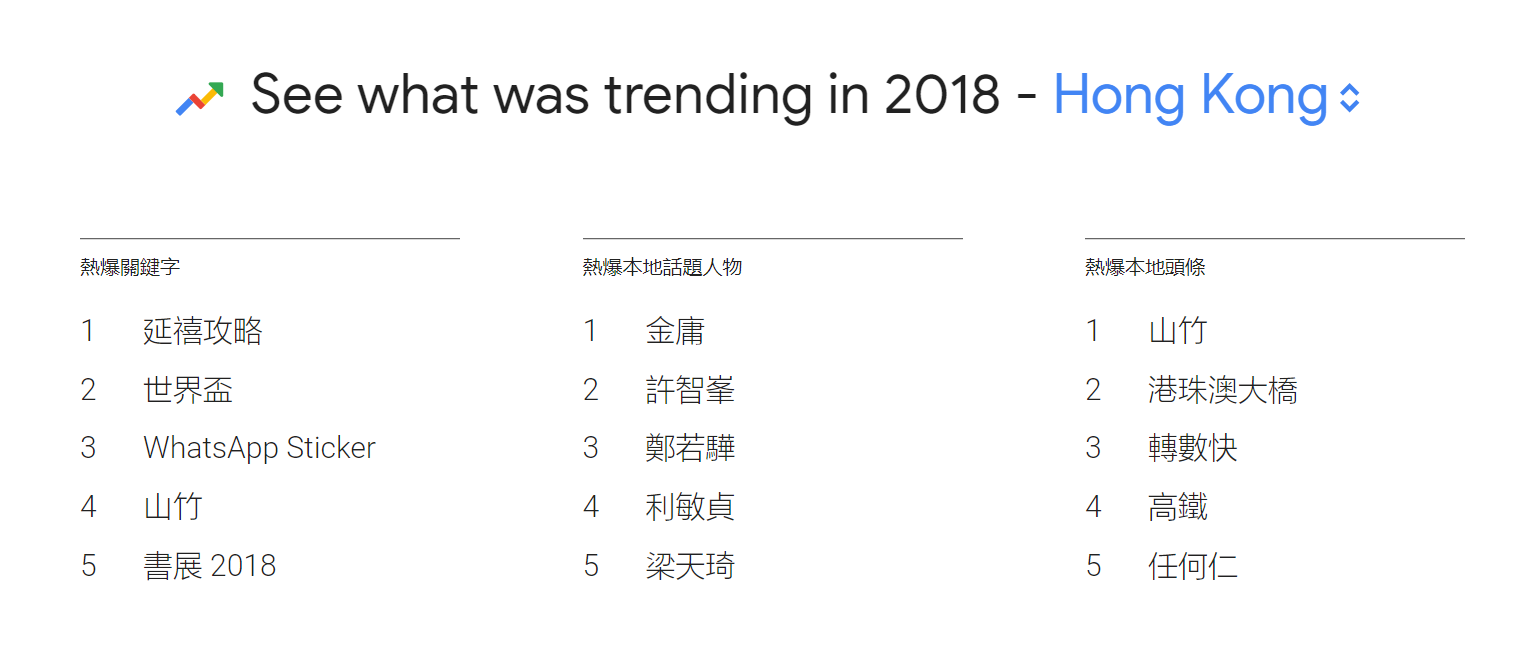 See what was trending in 2018 - Hong Kong
熱爆關鍵字
1 延禧攻略
2 世界盃
3 WhatsApp Sticker
4 山竹
5 書展 2018
熱爆本地話題人物
1 金庸
2 許智峯
3 鄭若驊
4 利敏貞
5 梁天琦
熱爆本地頭條
1 山竹
2 港珠澳大橋
3 轉數快
4 高鐵
5 任何仁